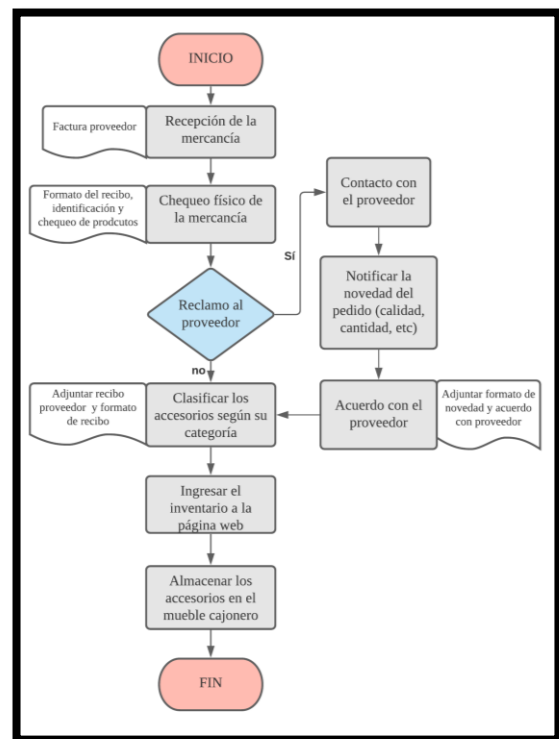 INICIO
Factura proveedor
Recepción de la
mercancía
Formato del recibo,
identificación y
chequeo de prodcutos
Chequeo físico de
la mercancía
Reclamo al
proveedor
Sí
Contacto con
el proveedor
Notificar la
novedad del
pedido (calidad,
cantidad, etc)
Acuerdo con el
proveedor
Adjuntar formato de
novedad y acuerdo
con proveedor
no
Adjuntar recibo
proveedor y formato
de recibo
Clasificar los
accesorios según su
categoría
Ingresar el
inventario a la
página web
Almacenar los
accesorios en el
mueble cajonero
FIN